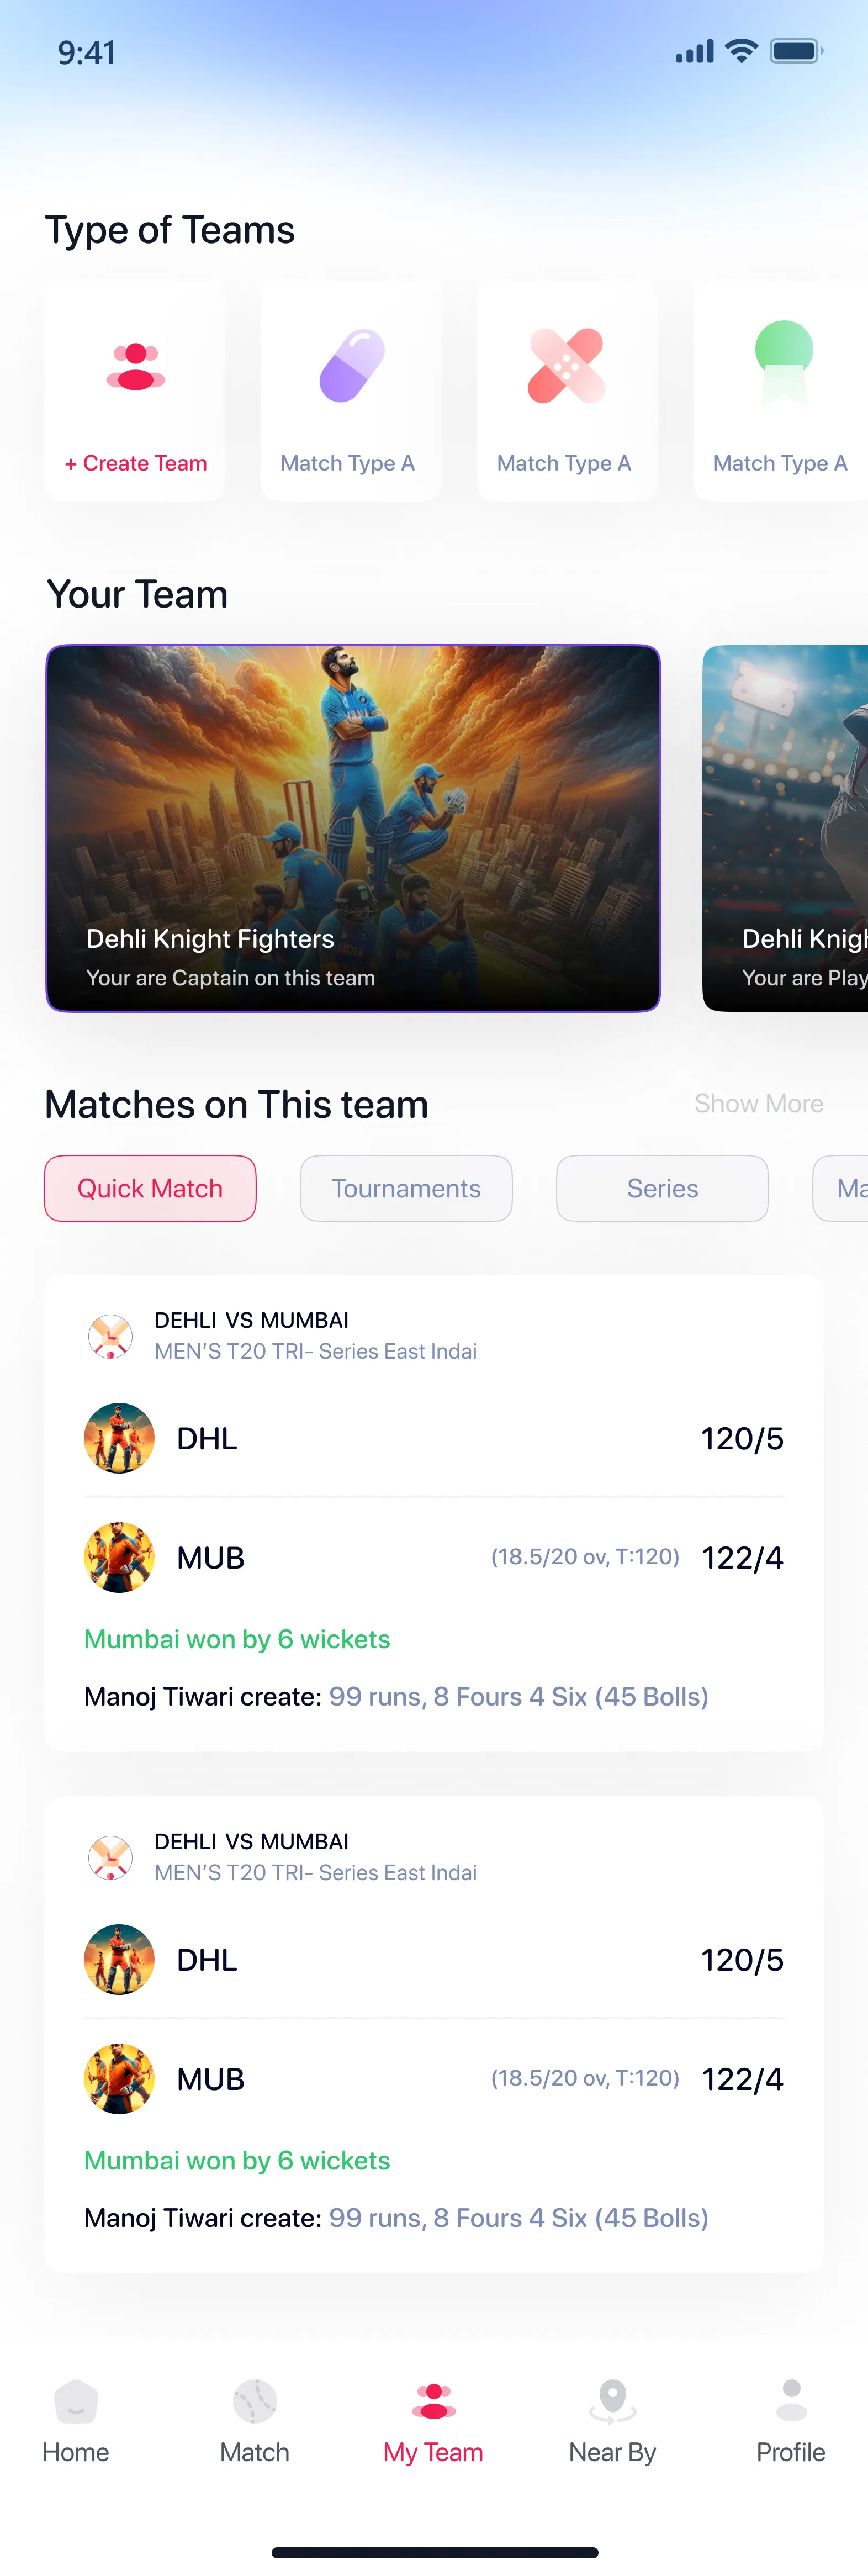 9:41
Type of Teams
+ Create Team
Match Type A
Match Type A
Match Type A
Your Team
Dehli Knight Fighters
Your are Captain on this team
Dehli Knigh
Your are Play
Matches on This team
Show More
Quick Match
Tournaments
Series
Ma
DEHLI VS MUMBAI
MEN'S T20 TRI- Series East Indai
DHL
120/5
MUB
(18.5/20 ov, T:120)
122/4
Mumbai won by 6 wickets
Manoj Tiwari create: 99 runs, 8 Fours 4 Six (45 Bolls)
DEHLI VS MUMBAI
MEN'S T20 TRI- Series East Indai
DHL
120/5
MUB
(18.5/20 ov, T:120)
122/4
Mumbai won by 6 wickets
Manoj Tiwari create: 99 runs, 8 Fours 4 Six (45 Bolls)
Home
Match
My Team
Near By
Profile